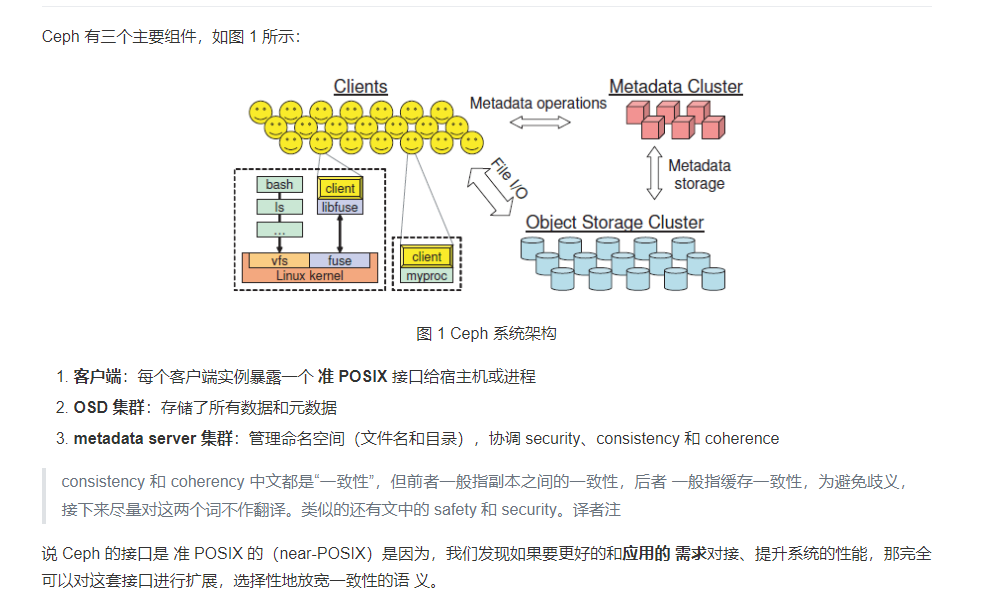 Ceph 有三个主要组件，如图 1 所示：
Clients
Metadata Cluster
Metadata operations
File I/O
Metadata
storage
Object Storage Cluster
bash
ls
...
client
libfuse
vfs
fuse
Linux kernel
client
myproc
图 1 Ceph 系统架构
1. 客户端：每个客户端实例暴露一个 准 POSIX 接口给宿主机或进程
2. OSD 集群：存储了所有数据和元数据
3. metadata server 集群：管理命名空间（文件名和目录），协调 security、consistency 和 coherence
consistency 和 coherency 中文都是“一致性”，但前者一般指副本之间的一致性，后者 一般指缓存一致性，为避免歧义，
接下来尽量对这两个词不作翻译。类似的还有文中的 safety 和 security。译者注
说 Ceph 的接口是 准 POSIX 的（near-POSIX）是因为，我们发现如果要更好的和应用的 需求对接、提升系统的性能，那完全
可以对这套接口进行扩展，选择性地放宽一致性的语 义。